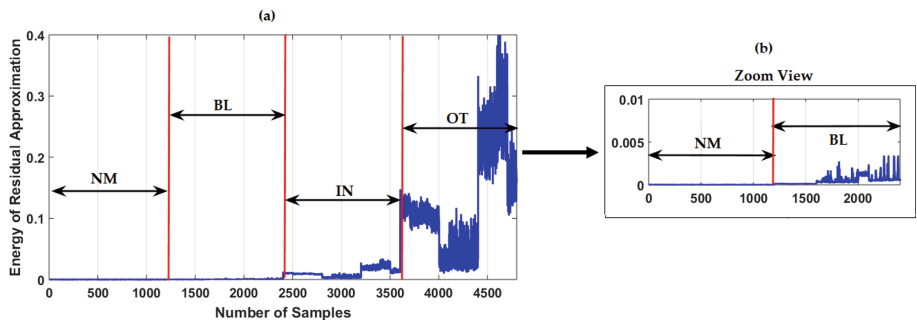 (a)
Energy of Residual Approximation
0.4
0.3
0.2
0.1
0
NM
BL
IN
OT
0 500 1000 1500 2000 2500 3000 3500 4000 4500
Number of Samples
(b)
Zoom View
0.01
0.005
0
NM
BL
0 500 1000 1500 2000